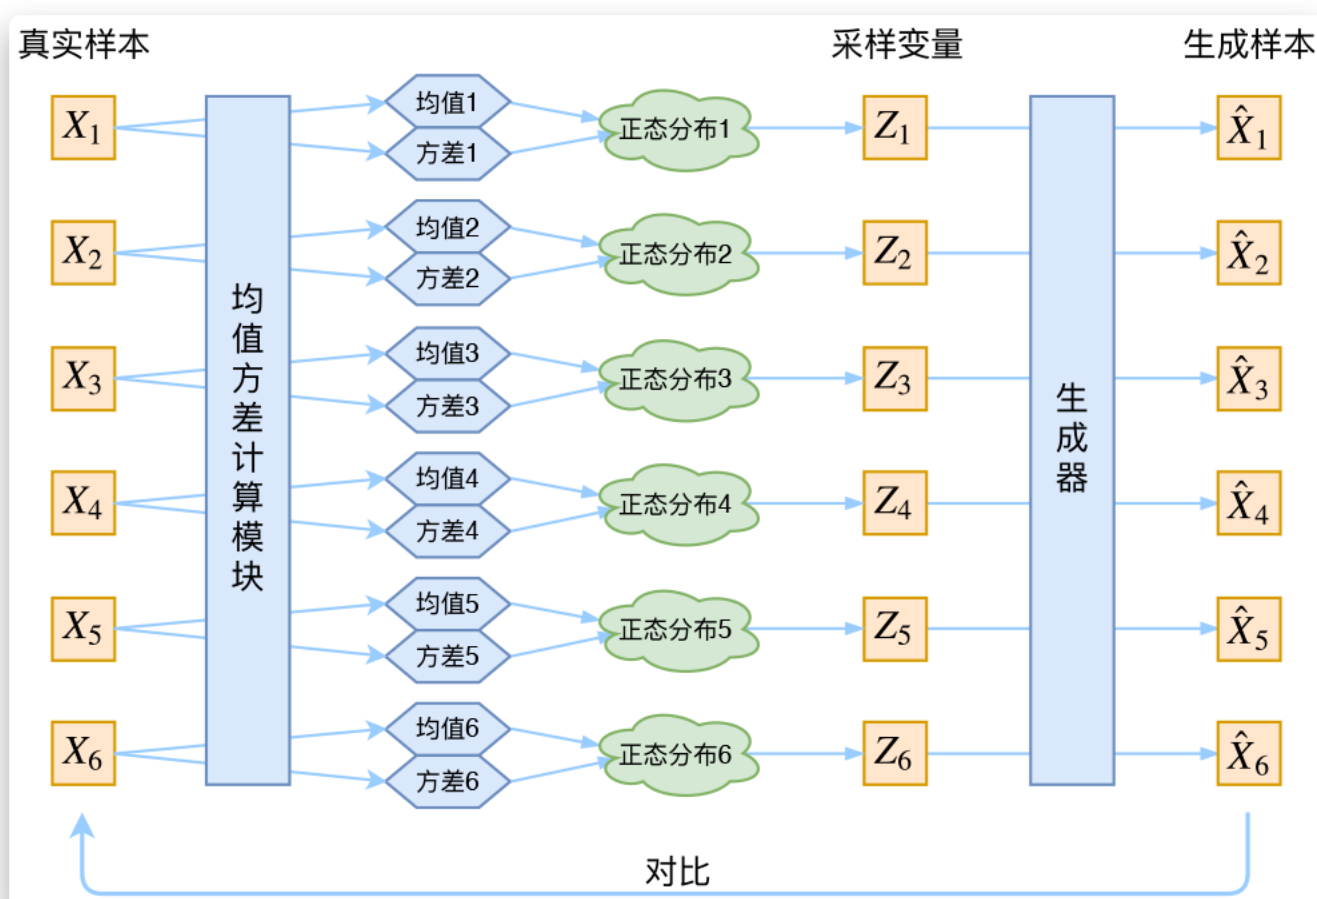 真实样本 采样变量 生成样本
X₁ 均值1 正态分布1 Z₁ X̂₁
方差1
X₂ 均值2 正态分布2 Z₂ X̂₂
方差2
X₃ 均值3 正态分布3 Z₃ X̂₃
方差3
X₄ 均值4 正态分布4 Z₄ X̂₄
方差4
X₅ 均值5 正态分布5 Z₅ X̂₅
方差5
X₆ 均值6 正态分布6 Z₆ X̂₆
方差6
均值方差计算模块
生成器
对比